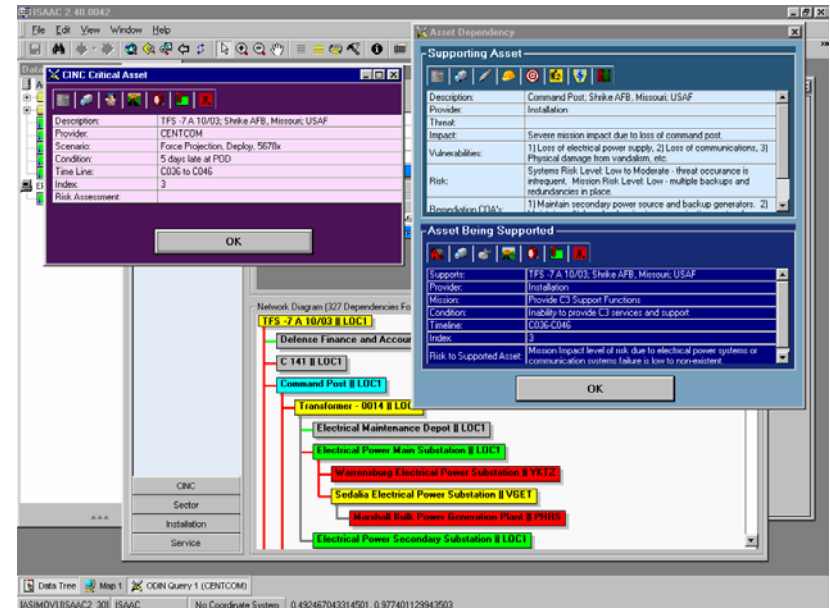 ISAAC 2.40.0042
File Edit View Window Help
Data
CINC Critical Asset
Description: TFS -7 A 10/03; Shrike AFB, Missouri; USAF
Provider: CENTCOM
Scenario: Force Projection, Deploy, 5678x
Condition: 5 days late at POD
Time Line: C036 to C046
Index: 3
Risk Assessment:
OK
Asset Dependency
Supporting Asset
Description: Command Post; Shrike AFB, Missouri; USAF
Provider: Installation
Threat:
Impact: Severe mission impact due to loss of command post.
Vulnerabilities: 1) Loss of electrical power supply, 2) Loss of communications, 3)
Physical damage from vandalism, etc.
Risk: Systems Risk Level: Low to Moderate - threat occurance is
infrequent. Mission Risk Level: Low - multiple backups and
redundancies in place.
Remediation COA's: 1) Maintain secondary power source and backup generators. 2)
Asset Being Supported
Supports: TFS -7 A 10/03; Shrike AFB, Missouri; USAF
Provider: Installation
Mission: Provide C3 Support Functions
Condition: Inability to provide C3 services and support
Timeline: C036-C046
Index: 3
Risk to Supported Asset: Mission Impact level of risk due to electrical power systems or
communication systems failure is low to non-existent.
OK
Network Diagram [327 Dependencies Fo
TFS -7 A 10/03 || LOC1
Defense Finance and Accour
C 141 || LOC1
Command Post || LOC1
Transformer - 0014 || LOC
Electrical Maintenance Depot || LOC1
Electrical Power Main Substation || LOC1
Warrensburg Electrical Power Substation || YKTZ
Sedalia Electrical Power Substation || VGET
Marshall Bulk Power Generation Plant || PHRS
Electrical Power Secondary Substation || LOC1
CINC
Sector
Installation
Service
Data Tree Map 1 ODIN Query 1 (CENTCOM)
[ASIMOV].[ISAAC2_30] ISAAC No Coordinate System 0.492467043314501, 0.977401129943503